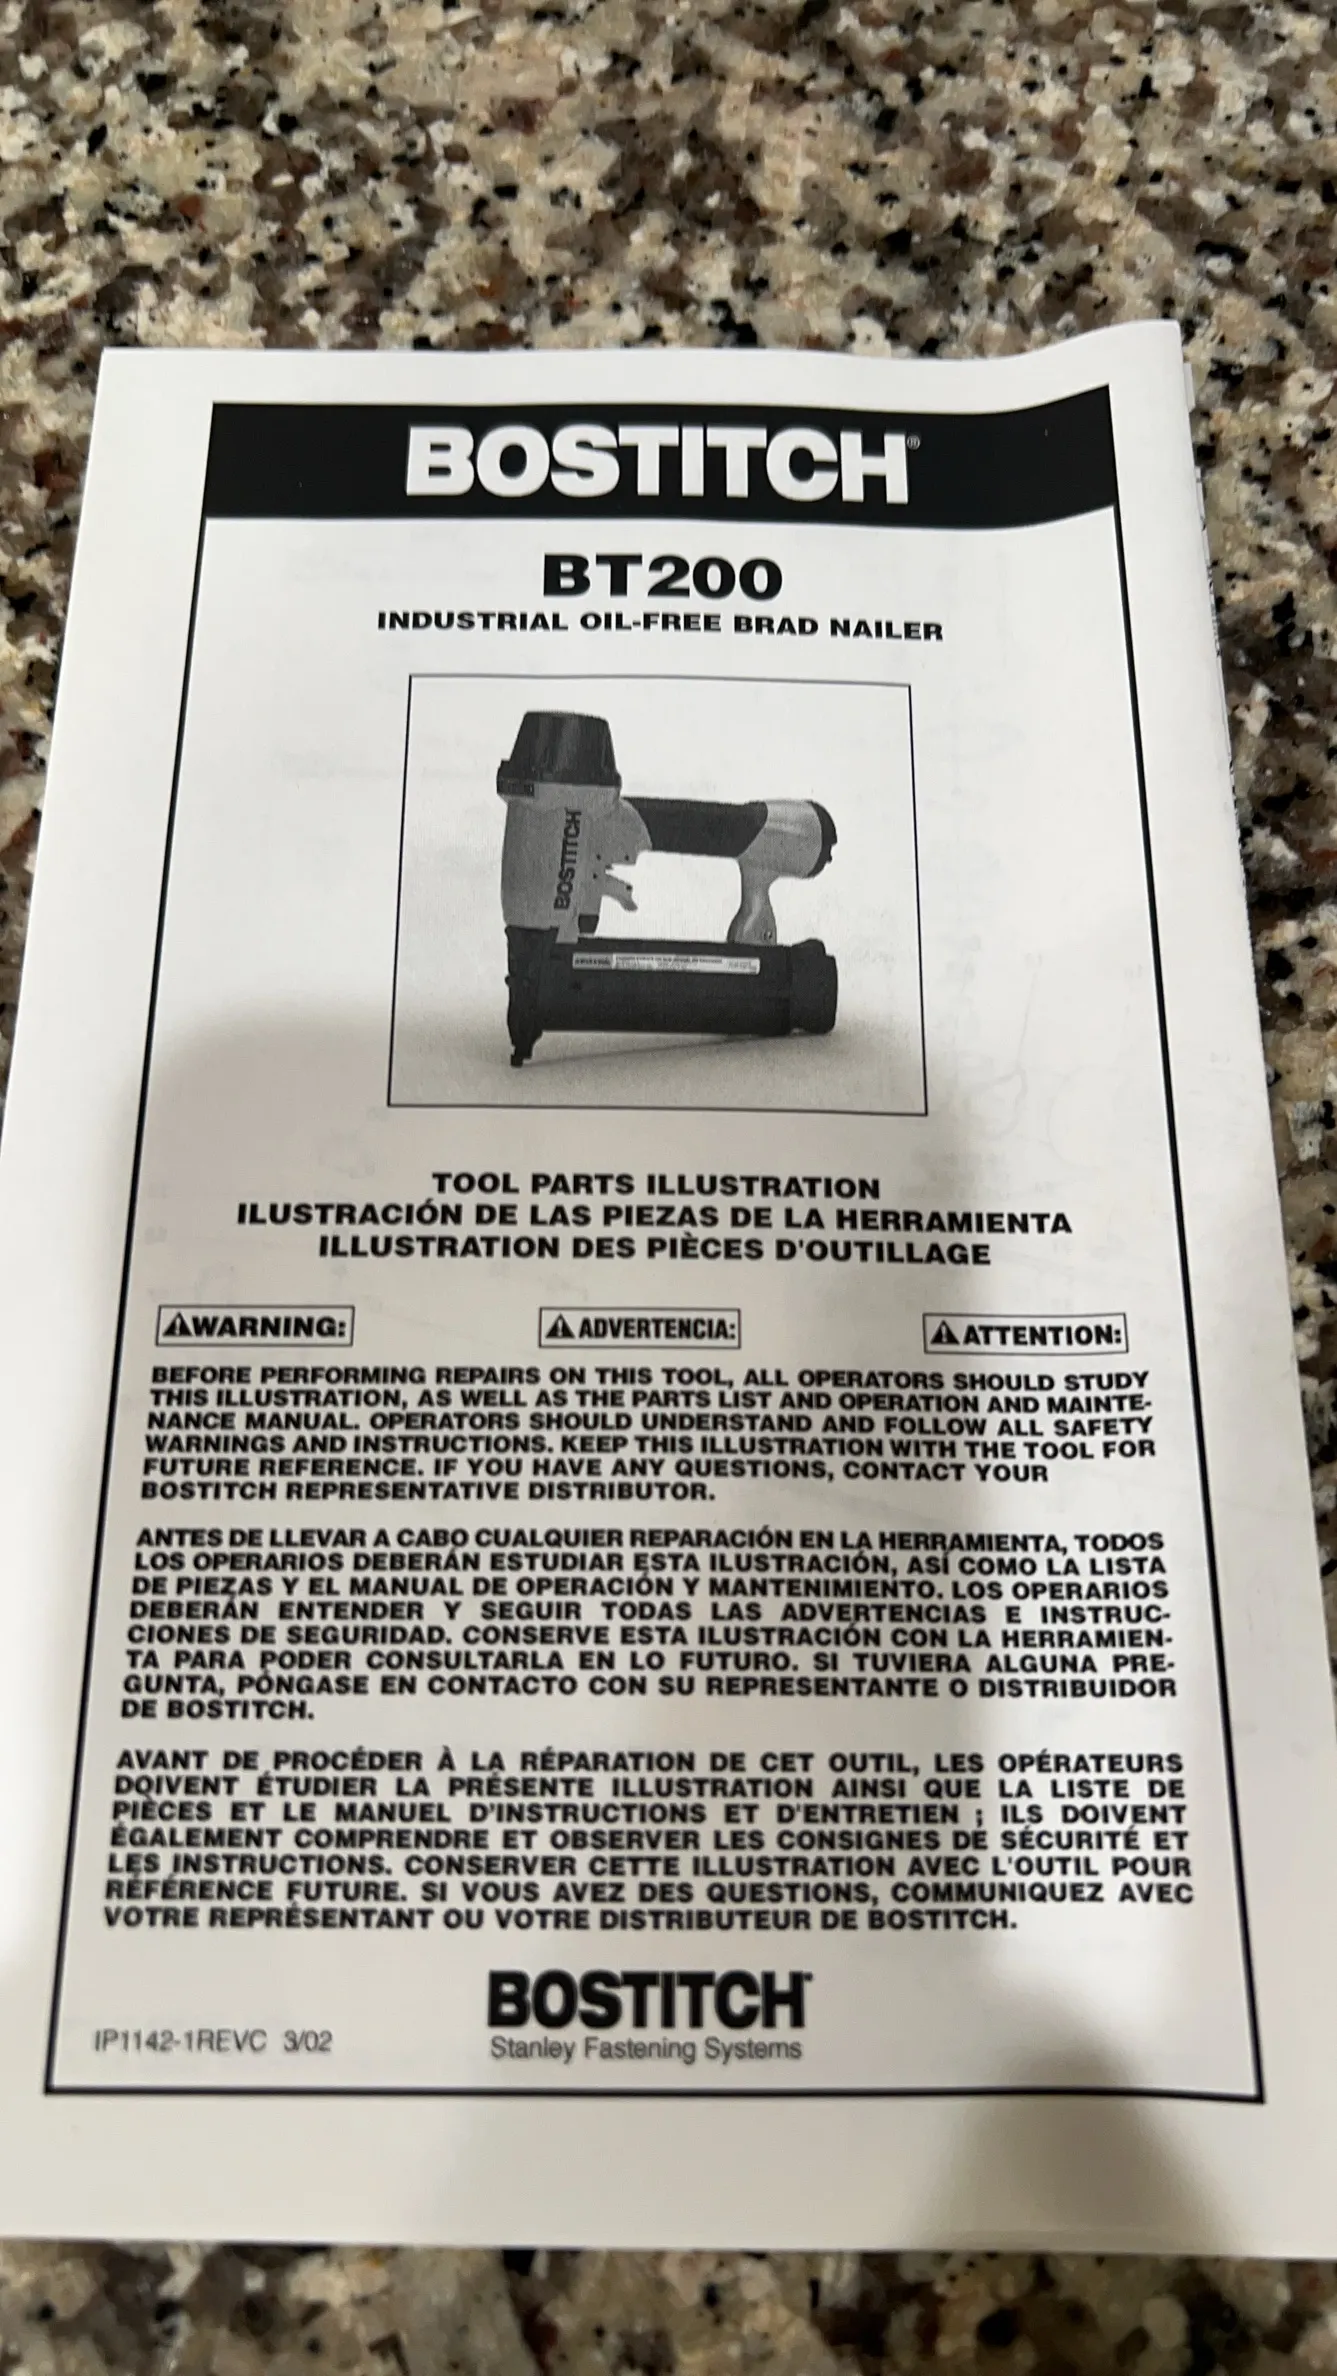 BOSTITCH®
BT200
INDUSTRIAL OIL-FREE BRAD NAILER
BOSTITCH
TOOL PARTS ILLUSTRATION
ILUSTRACIÓN DE LAS PIEZAS DE LA HERRAMIENTA
ILLUSTRATION DES PIÈCES D'OUTILLAGE
⚠WARNING: ⚠ADVERTENCIA: ⚠ATTENTION:
BEFORE PERFORMING REPAIRS ON THIS TOOL, ALL OPERATORS SHOULD STUDY
THIS ILLUSTRATION, AS WELL AS THE PARTS LIST AND OPERATION AND MAINTE-
NANCE MANUAL. OPERATORS SHOULD UNDERSTAND AND FOLLOW ALL SAFETY
WARNINGS AND INSTRUCTIONS. KEEP THIS ILLUSTRATION WITH THE TOOL FOR
FUTURE REFERENCE. IF YOU HAVE ANY QUESTIONS, CONTACT YOUR
BOSTITCH REPRESENTATIVE DISTRIBUTOR.
ANTES DE LLEVAR A CABO CUALQUIER REPARACIÓN EN LA HERRAMIENTA, TODOS
LOS OPERARIOS DEBERÁN ESTUDIAR ESTA ILUSTRACIÓN, ASÍ COMO LA LISTA
DE PIEZAS Y EL MANUAL DE OPERACIÓN Y MANTENIMIENTO. LOS OPERARIOS
DEBERÁN ENTENDER Y SEGUIR TODAS LAS ADVERTENCIAS E INSTRUC-
CIONES DE SEGURIDAD. CONSERVE ESTA ILUSTRACIÓN CON LA HERRAMIEN-
TA PARA PODER CONSULTARLA EN LO FUTURO. SI TUVIERA ALGUNA PRE-
GUNTA, PÓNGASE EN CONTACTO CON SU REPRESENTANTE O DISTRIBUIDOR
DE BOSTITCH.
AVANT DE PROCÉDER À LA RÉPARATION DE CET OUTIL, LES OPÉRATEURS
DOIVENT ÉTUDIER LA PRÉSENTE ILLUSTRATION AINSI QUE LA LISTE DE
PIÈCES ET LE MANUEL D'INSTRUCTIONS ET D'ENTRETIEN ; ILS DOIVENT
ÉGALEMENT COMPRENDRE ET OBSERVER LES CONSIGNES DE SÉCURITÉ ET
LES INSTRUCTIONS. CONSERVER CETTE ILLUSTRATION AVEC L'OUTIL POUR
RÉFÉRENCE FUTURE. SI VOUS AVEZ DES QUESTIONS, COMMUNIQUEZ AVEC
VOTRE REPRÉSENTANT OU VOTRE DISTRIBUTEUR DE BOSTITCH.
BOSTITCH
IP1142-1REVC 3/02 Stanley Fastening Systems